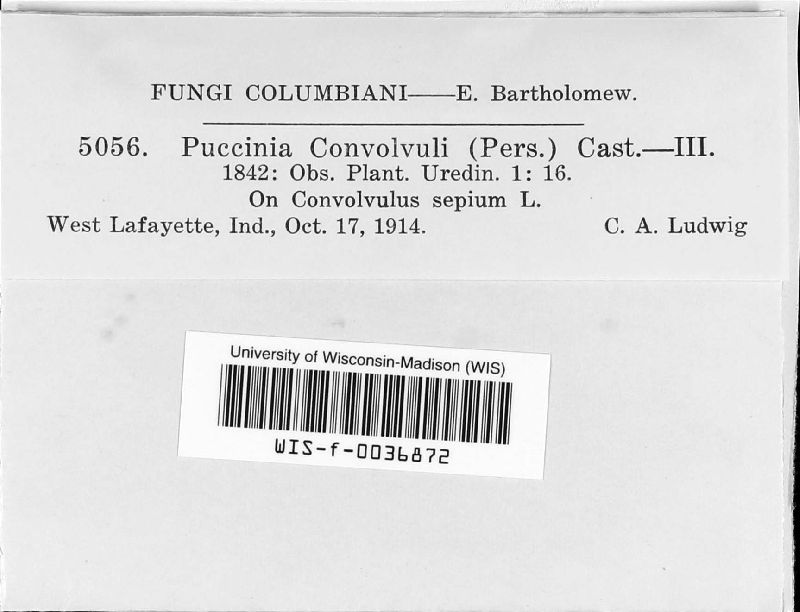 FUNGI COLUMBIANI——E. Bartholomew.
5056. Puccinia Convolvuli (Pers.) Cast.—III.
1842: Obs. Plant. Uredin. 1: 16.
On Convolvulus sepium L.
West Lafayette, Ind., Oct. 17, 1914. C. A. Ludwig
University of Wisconsin-Madison (WIS)
WIS-f-0036872